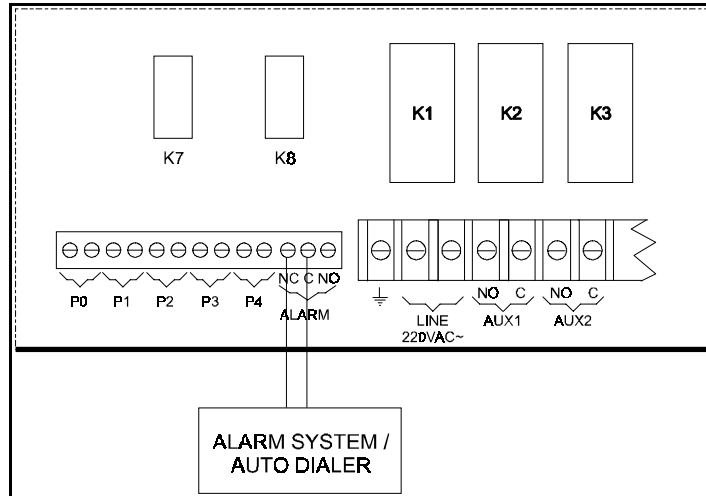 K1 K2 K3
K7 K8
NC C NO
P0 P1 P2 P3 P4
ALARM
NO C NO C
LINE AUX1 AUX2
220VAC~
ALARM SYSTEM /
AUTO DIALER